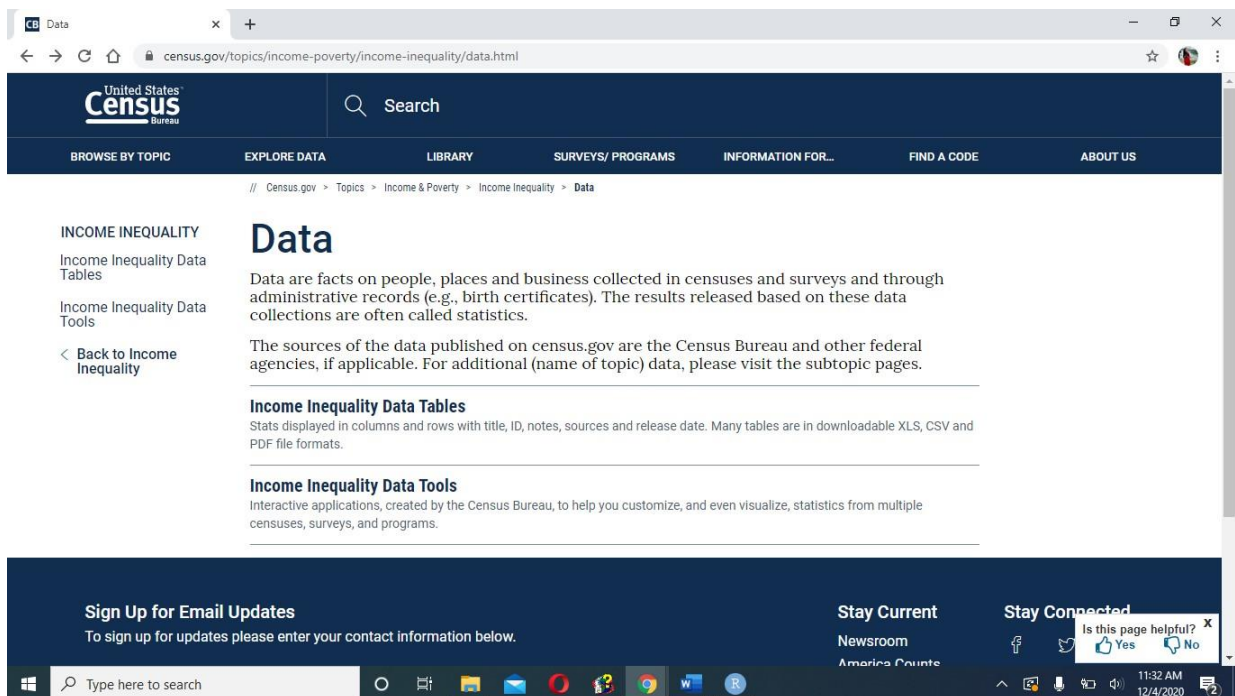 CB Data × +
census.gov/topics/income-poverty/income-inequality/data.html
United States®
Census
Bureau
Search
BROWSE BY TOPIC EXPLORE DATA LIBRARY SURVEYS/ PROGRAMS INFORMATION FOR... FIND A CODE ABOUT US
// Census.gov > Topics > Income & Poverty > Income Inequality > Data
INCOME INEQUALITY
Income Inequality Data
Tables
Income Inequality Data
Tools
< Back to Income
Inequality
Data
Data are facts on people, places and business collected in censuses and surveys and through
administrative records (e.g., birth certificates). The results released based on these data
collections are often called statistics.
The sources of the data published on census.gov are the Census Bureau and other federal
agencies, if applicable. For additional (name of topic) data, please visit the subtopic pages.
Income Inequality Data Tables
Stats displayed in columns and rows with title, ID, notes, sources and release date. Many tables are in downloadable XLS, CSV and
PDF file formats.
Income Inequality Data Tools
Interactive applications, created by the Census Bureau, to help you customize, and even visualize, statistics from multiple
censuses, surveys, and programs.
Sign Up for Email Updates
To sign up for updates please enter your contact information below.
Stay Current
Newsroom
America Counts
Stay Connected
Is this page helpful? X
Yes No
Type here to search
11:32 AM
12/4/2020